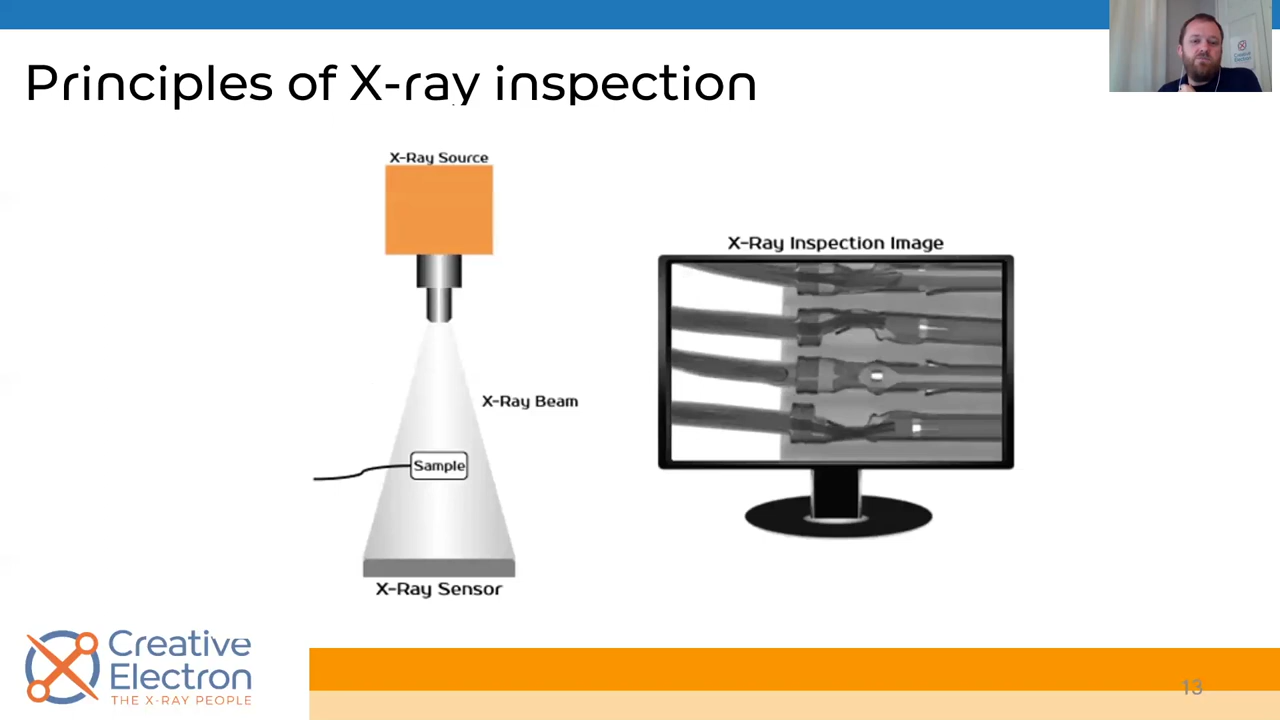 Principles of X-ray inspection
X-Ray Source
X-Ray Inspection Image
X-Ray Beam
Sample
X-Ray Sensor
Creative
Electron
THE X-RAY PEOPLE
13